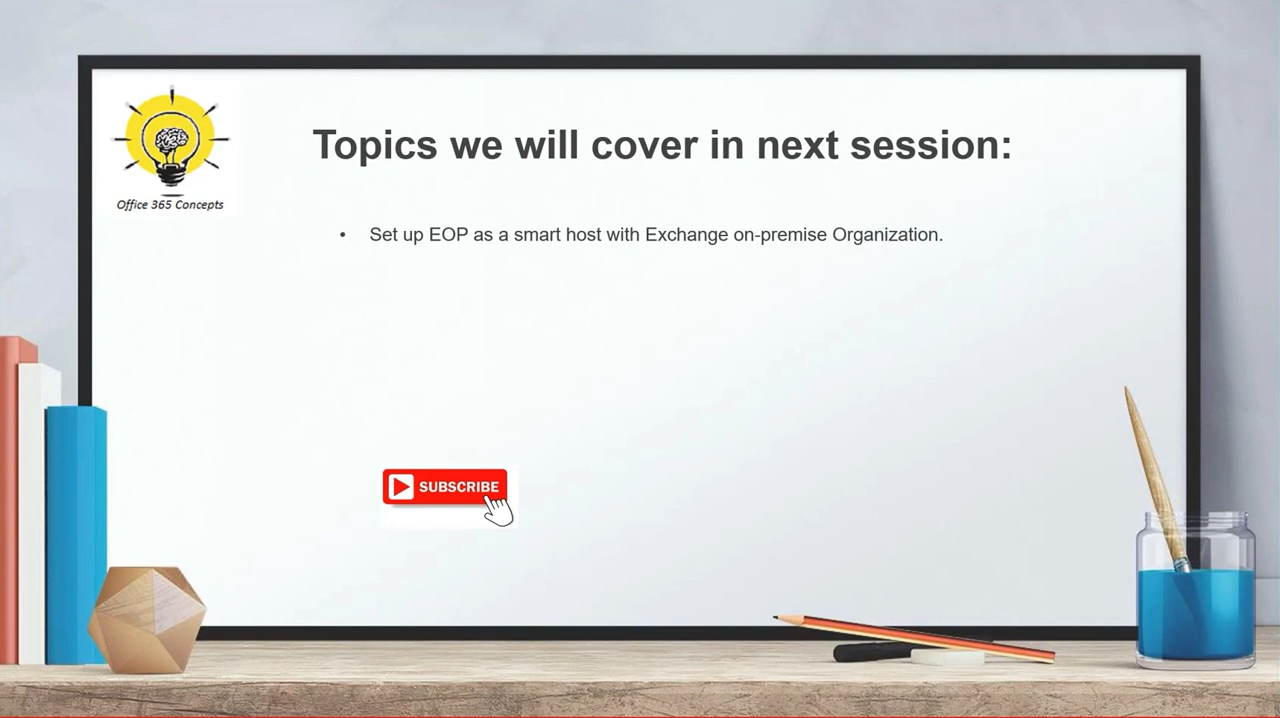 Office 365 Concepts
Topics we will cover in next session:
• Set up EOP as a smart host with Exchange on-premise Organization.
SUBSCRIBE